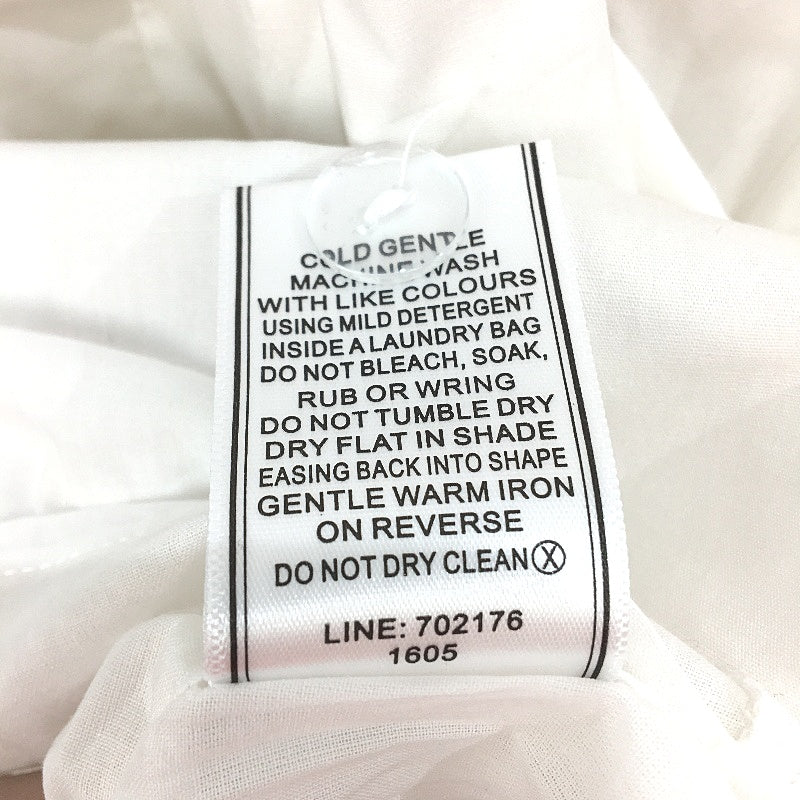 COLD GENTLE
MACHINE WASH
WITH LIKE COLOURS
USING MILD DETERGENT
INSIDE A LAUNDRY BAG
DO NOT BLEACH, SOAK,
RUB OR WRING
DO NOT TUMBLE DRY
DRY FLAT IN SHADE
EASING BACK INTO SHAPE
GENTLE WARM IRON
ON REVERSE
DO NOT DRY CLEAN Ⓧ
LINE: 702176
1605